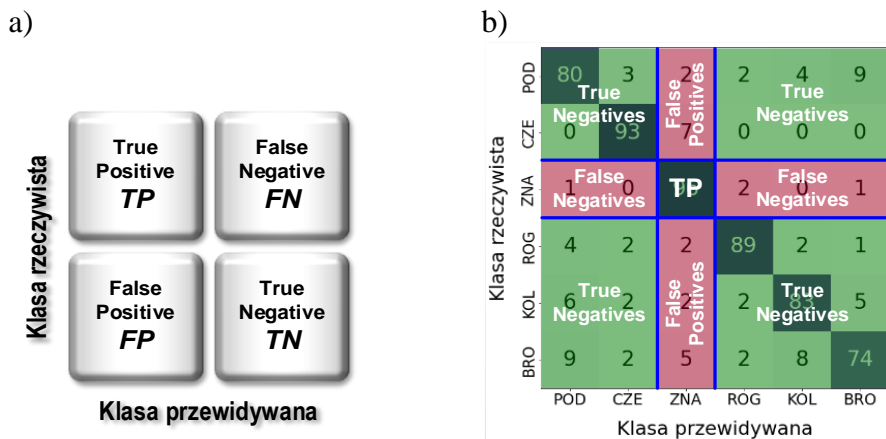 a)
True
Positive
TP
False
Negative
FN
False
Positive
FP
True
Negative
TN
Klasa rzeczywista
Klasa przewidywana
b)
Klasa rzeczywista
POD 80 3 2 2 4 9
True
Negatives
False
Positives
True
Negatives
CZE 0 93 7 0 0 0
False
Negatives
TP
False
Negatives
ZNA 1 0 2 0 1
ROG 4 2 2 89 2 1
True
Negatives
False
Positives
True
Negatives
KOL 6 2 2 2 83 5
BRO 9 2 5 2 8 74
POD CZE ZNA ROG KOL BRO
Klasa przewidywana